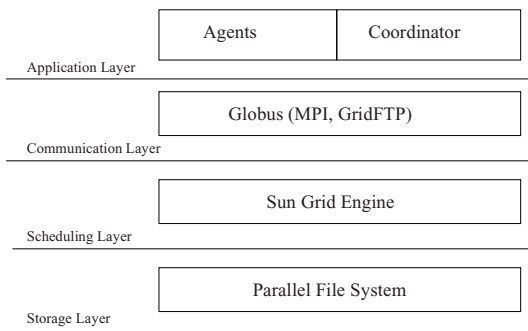 Agents Coordinator
Application Layer
Globus (MPI, GridFTP)
Communication Layer
Sun Grid Engine
Scheduling Layer
Parallel File System
Storage Layer